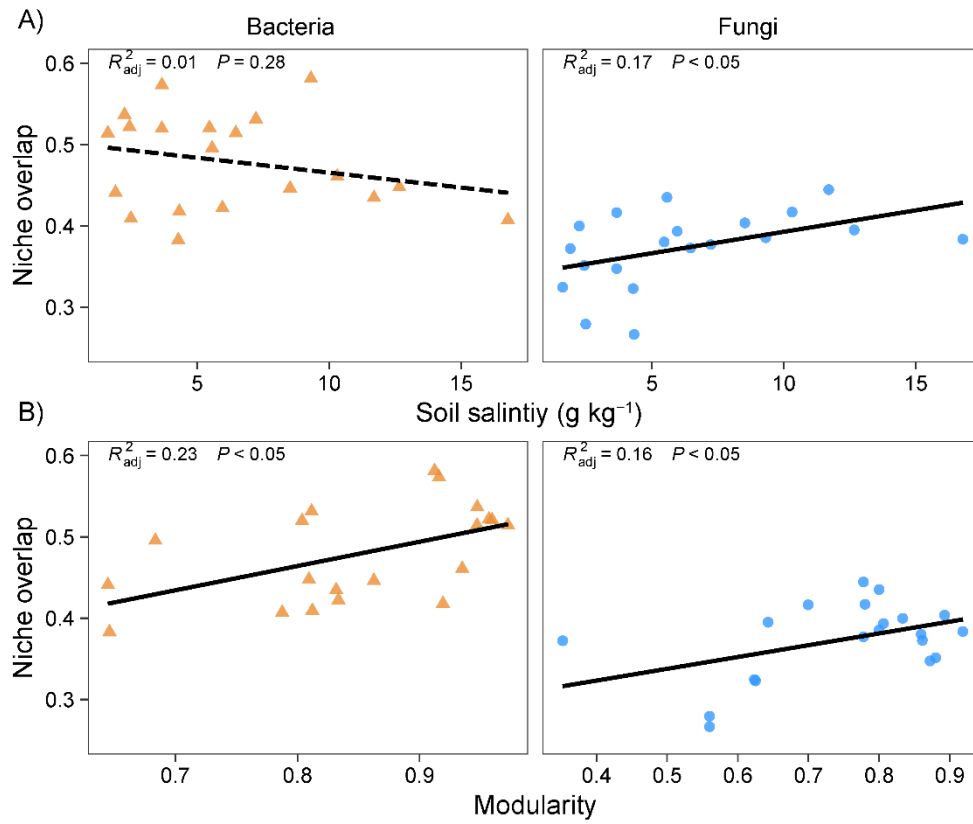 A)
Bacteria
Fungi
R²adj = 0.01 P = 0.28
R²adj = 0.17 P < 0.05
Niche overlap
0.6
0.5
0.4
0.3
5 10 15
5 10 15
Soil salintiy (g kg⁻¹)
B)
R²adj = 0.23 P < 0.05
R²adj = 0.16 P < 0.05
Niche overlap
0.6
0.5
0.4
0.3
0.7 0.8 0.9
0.4 0.5 0.6 0.7 0.8 0.9
Modularity